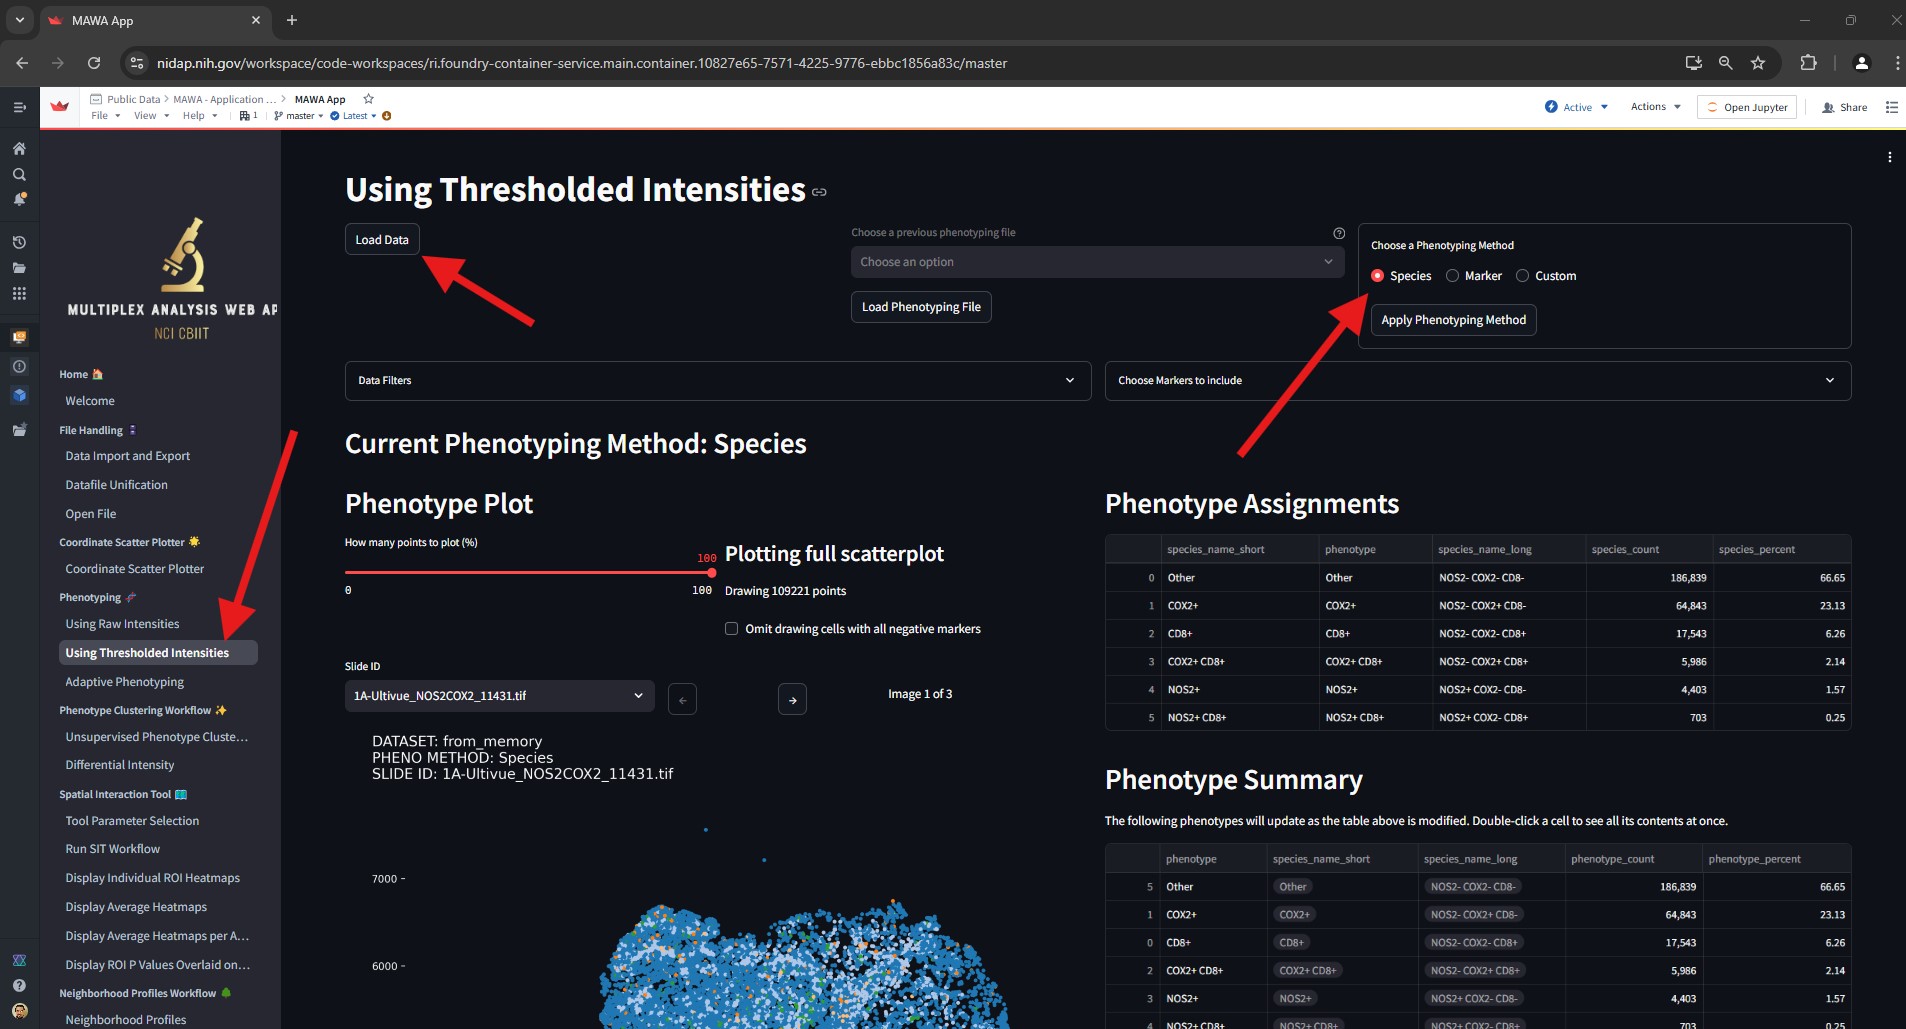 MAWA App
nidap.nih.gov/workspace/code-workspaces/ri.foundry-container-service.main.container.10827e65-7571-4225-9776-ebbc1856a83c/master
Public Data > MAWA - Application ... > MAWA App
File View Help 1 master Latest
Active Actions Open Jupyter Share
MULTIPLEX ANALYSIS WEB AP
NCI CBIIT
Home
Welcome
File Handling
Data Import and Export
Datafile Unification
Open File
Coordinate Scatter Plotter
Coordinate Scatter Plotter
Phenotyping
Using Raw Intensities
Using Thresholded Intensities
Adaptive Phenotyping
Phenotype Clustering Workflow
Unsupervised Phenotype Cluste...
Differential Intensity
Spatial Interaction Tool
Tool Parameter Selection
Run SIT Workflow
Display Individual ROI Heatmaps
Display Average Heatmaps
Display Average Heatmaps per A...
Display ROI P Values Overlaid on...
Neighborhood Profiles Workflow
Neighborhood Profiles
Using Thresholded Intensities
Load Data
Choose a previous phenotyping file
Choose an option
Load Phenotyping File
Choose a Phenotyping Method
Species Marker Custom
Apply Phenotyping Method
Data Filters
Choose Markers to include
Current Phenotyping Method: Species
Phenotype Plot
How many points to plot (%)
100
0 100
Plotting full scatterplot
Drawing 109221 points
Omit drawing cells with all negative markers
Slide ID
1A-Ultivue_NOS2COX2_11431.tif
Image 1 of 3
DATASET: from_memory
PHENO METHOD: Species
SLIDE ID: 1A-Ultivue_NOS2COX2_11431.tif
7000
6000
Phenotype Assignments
species_name_short phenotype species_name_long species_count species_percent
0 Other Other NOS2- COX2- CD8- 186,839 66.65
1 COX2+ COX2+ NOS2- COX2+ CD8- 64,843 23.13
2 CD8+ CD8+ NOS2- COX2- CD8+ 17,543 6.26
3 COX2+ CD8+ COX2+ CD8+ NOS2- COX2+ CD8+ 5,986 2.14
4 NOS2+ NOS2+ NOS2+ COX2- CD8- 4,403 1.57
5 NOS2+ CD8+ NOS2+ CD8+ NOS2+ COX2- CD8+ 703 0.25
Phenotype Summary
The following phenotypes will update as the table above is modified. Double-click a cell to see all its contents at once.
phenotype species_name_short species_name_long phenotype_count phenotype_percent
5 Other Other NOS2- COX2- CD8- 186,839 66.65
1 COX2+ COX2+ NOS2- COX2+ CD8- 64,843 23.13
0 CD8+ CD8+ NOS2- COX2- CD8+ 17,543 6.26
2 COX2+ CD8+ COX2+ CD8+ NOS2- COX2+ CD8+ 5,986 2.14
3 NOS2+ NOS2+ NOS2+ COX2- CD8- 4,403 1.57
4 NOS2+ CD8+ NOS2+ CD8+ NOS2+ COX2- CD8+ 703 0.25